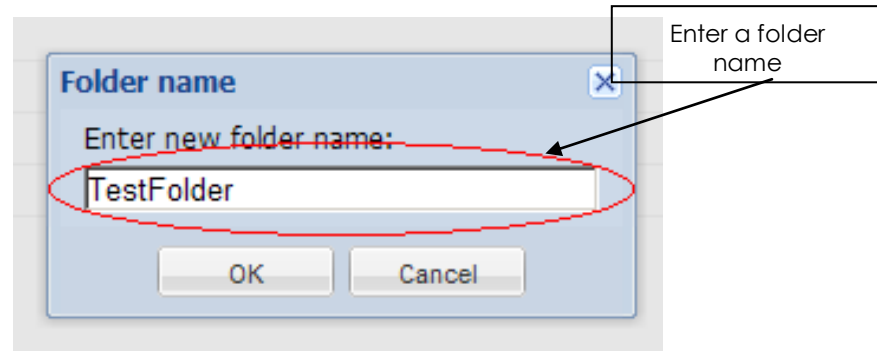 Enter a folder
name
Folder name
Enter new folder name:
TestFolder
OK Cancel